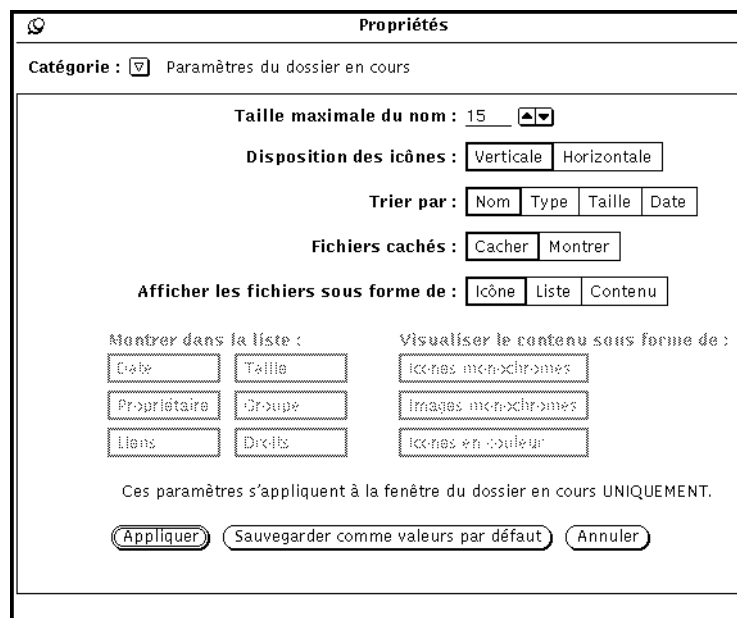 Propriétés
Catégorie : Paramètres du dossier en cours
Taille maximale du nom : 15
Disposition des icônes : Verticale Horizontale
Trier par : Nom Type Taille Date
Fichiers cachés : Cacher Montrer
Afficher les fichiers sous forme de : Icône Liste Contenu
Montrer dans la liste : Visualiser le contenu sous forme de :
Date Taille Icones monochromes
Propriétaire Groupe Images monochromes
Liens Droits Icones en couleur
Ces paramètres s'appliquent à la fenêtre du dossier en cours UNIQUEMENT.
Appliquer Sauvegarder comme valeurs par défaut Annuler